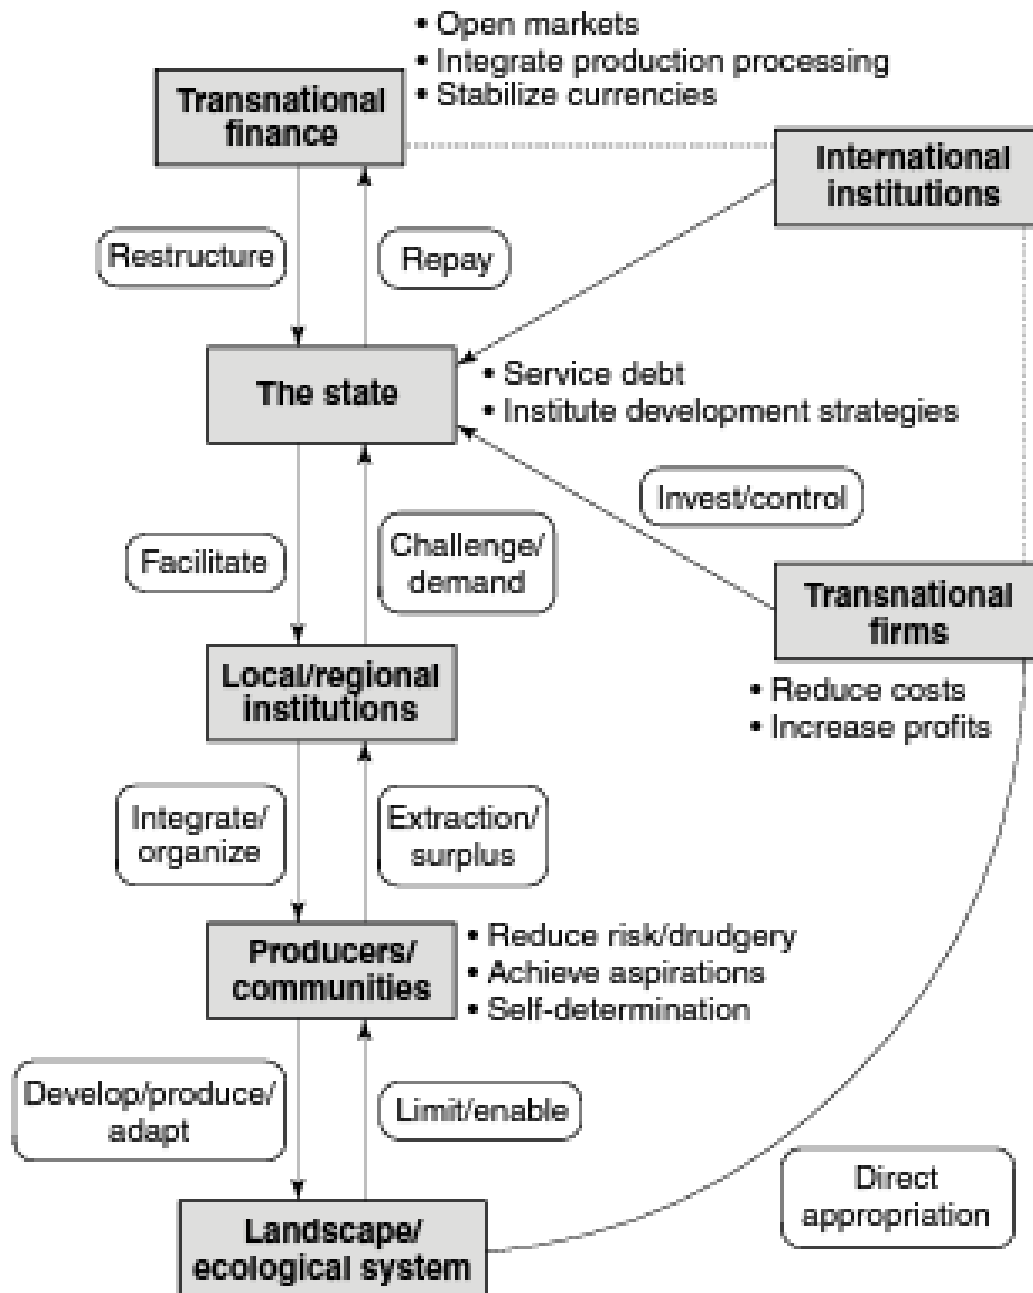 • Open markets
• Integrate production processing
• Stabilize currencies
Transnational
finance
International
institutions
Restructure
Repay
The state
• Service debt
• Institute development strategies
Invest/control
Facilitate
Challenge/
demand
Transnational
firms
• Reduce costs
• Increase profits
Local/regional
institutions
Integrate/
organize
Extraction/
surplus
Producers/
communities
• Reduce risk/drudgery
• Achieve aspirations
• Self-determination
Develop/produce/
adapt
Limit/enable
Direct
appropriation
Landscape/
ecological system